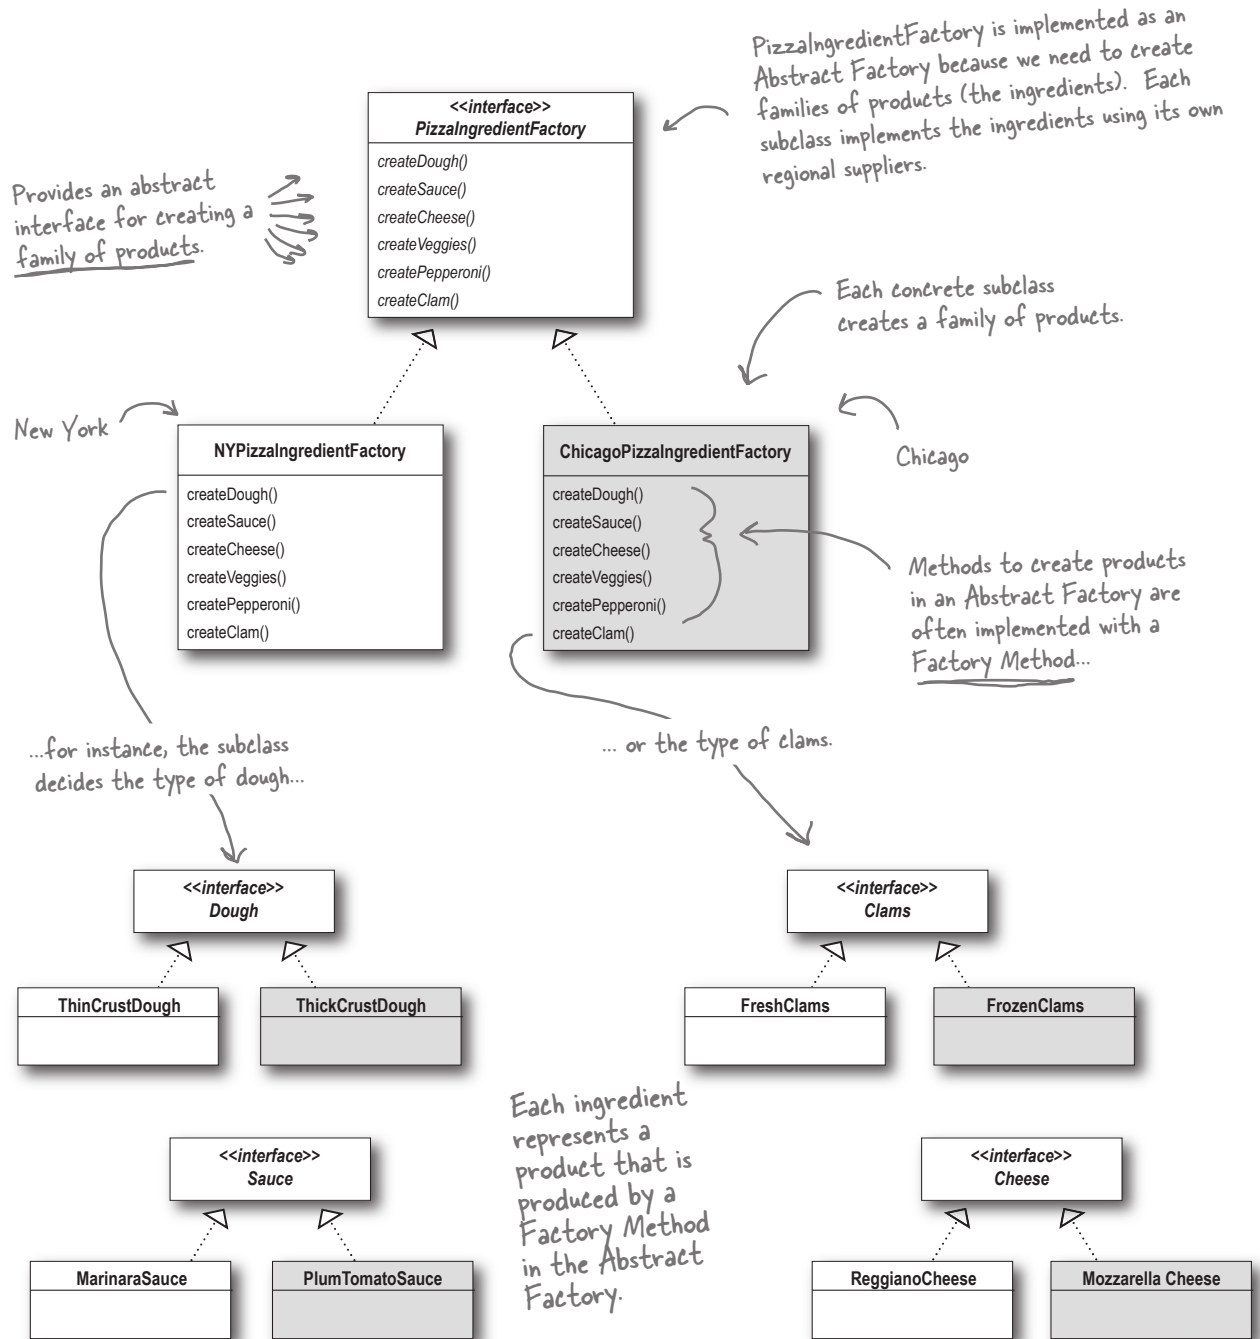 PizzaIngredientFactory is implemented as an
Abstract Factory because we need to create
families of products (the ingredients). Each
subclass implements the ingredients using its own
regional suppliers.
<<interface>>
PizzaIngredientFactory
createDough()
createSauce()
createCheese()
createVeggies()
createPepperoni()
createClam()
Provides an abstract
interface for creating a
family of products.
Each concrete subclass
creates a family of products.
New York
NYPizzaIngredientFactory
createDough()
createSauce()
createCheese()
createVeggies()
createPepperoni()
createClam()
ChicagoPizzaIngredientFactory
createDough()
createSauce()
createCheese()
createVeggies()
createPepperoni()
createClam()
Chicago
Methods to create products
in an Abstract Factory are
often implemented with a
Factory Method...
...for instance, the subclass
decides the type of dough...
... or the type of clams.
<<interface>>
Dough
ThinCrustDough
ThickCrustDough
<<interface>>
Clams
FreshClams
FrozenClams
Each ingredient
represents a
product that is
produced by a
Factory Method
in the Abstract
Factory.
<<interface>>
Sauce
MarinaraSauce
PlumTomatoSauce
<<interface>>
Cheese
ReggianoCheese
Mozzarella Cheese